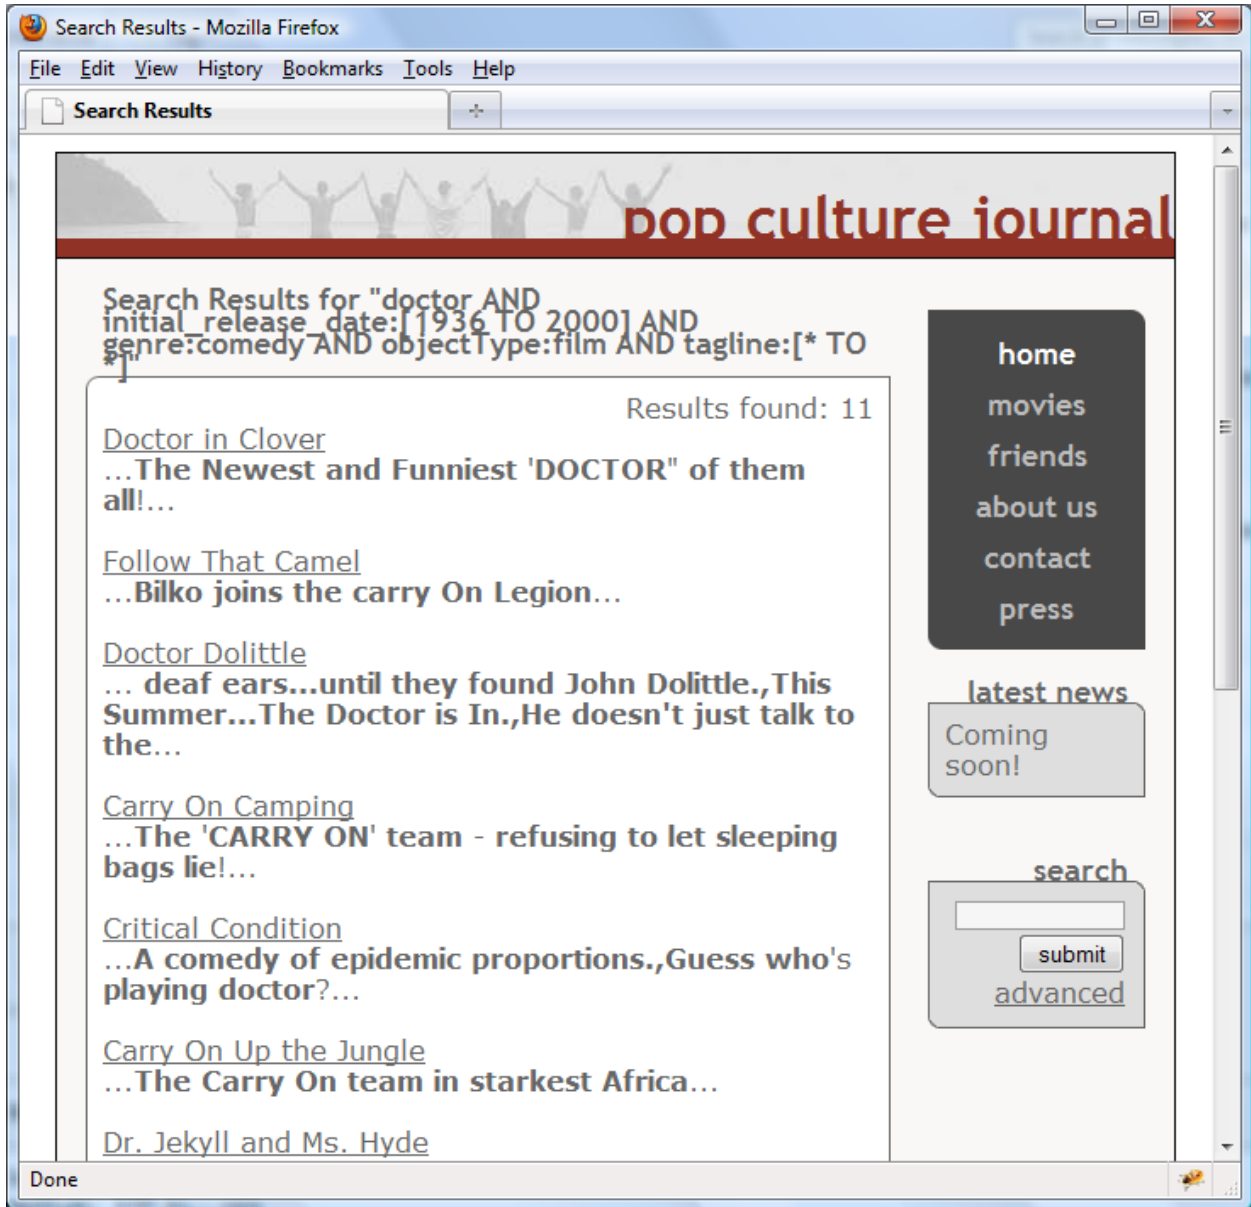 Search Results - Mozilla Firefox
File Edit View History Bookmarks Tools Help
Search Results
pop culture journal
Search Results for "doctor AND
initial_release_date:[1936 TO 2000] AND
genre:comedy AND objectType:film AND tagline:[* TO
*]"
Results found: 11
Doctor in Clover
...The Newest and Funniest 'DOCTOR" of them
all!...
Follow That Camel
...Bilko joins the carry On Legion...
Doctor Dolittle
... deaf ears...until they found John Dolittle.,This
Summer...The Doctor is In.,He doesn't just talk to
the...
Carry On Camping
...The 'CARRY ON' team - refusing to let sleeping
bags lie!...
Critical Condition
...A comedy of epidemic proportions.,Guess who's
playing doctor?...
Carry On Up the Jungle
...The Carry On team in starkest Africa...
Dr. Jekyll and Ms. Hyde
home
movies
friends
about us
contact
press
latest news
Coming
soon!
search
submit
advanced
Done